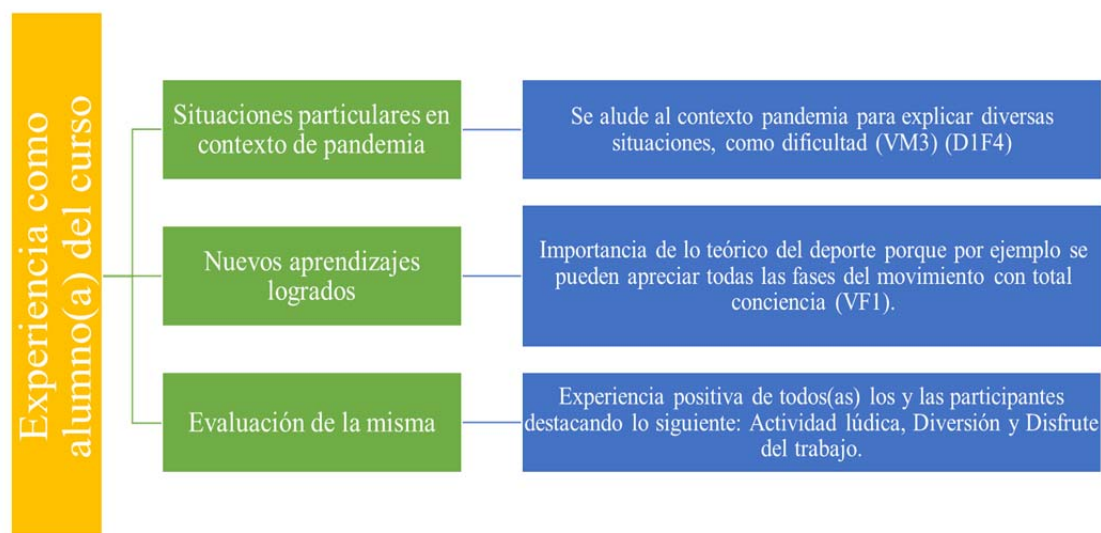 Experiencia como
alumno(a) del curso
Situaciones particulares en
contexto de pandemia
Se alude al contexto pandemia para explicar diversas
situaciones, como dificultad (VM3) (D1F4)
Nuevos aprendizajes
logrados
Importancia de lo teórico del deporte porque por ejemplo se
pueden apreciar todas las fases del movimiento con total
conciencia (VF1).
Evaluación de la misma
Experiencia positiva de todos(as) los y las participantes
destacando lo siguiente: Actividad lúdica, Diversión y Disfrute
del trabajo.